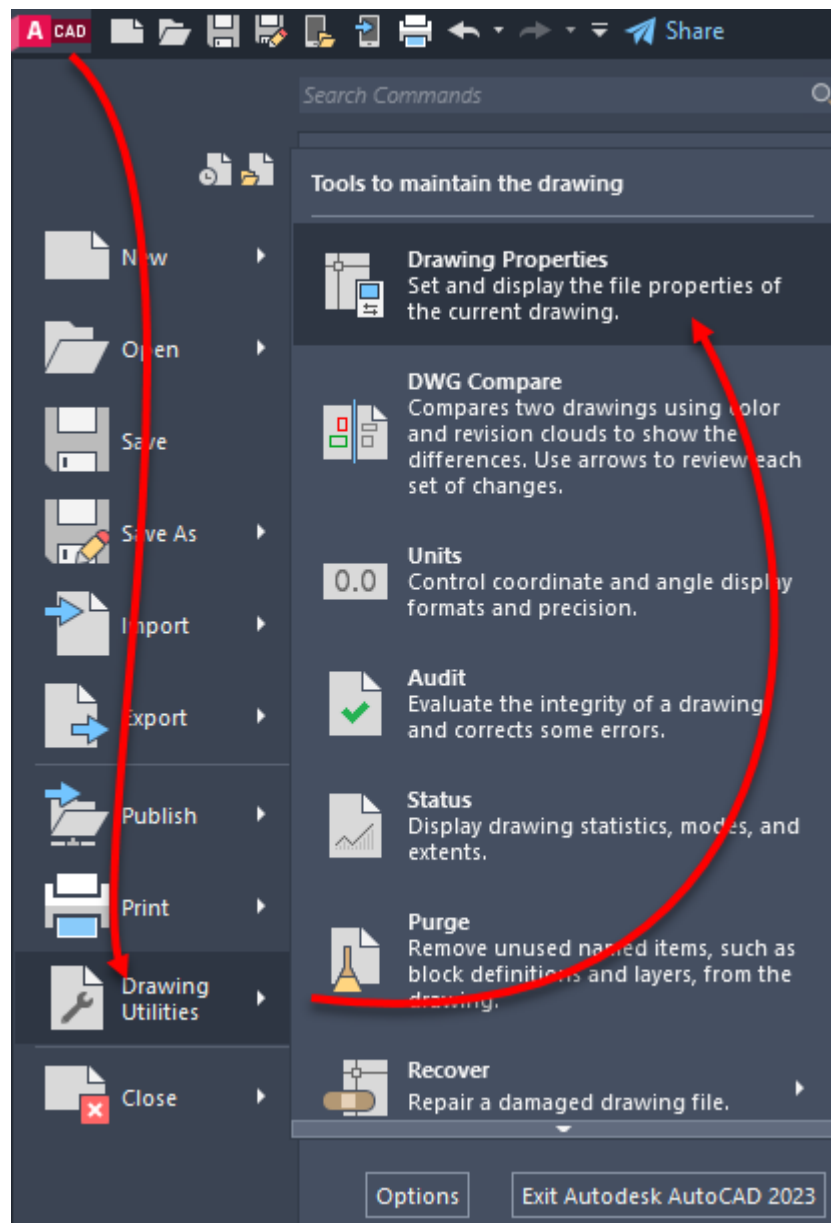 A CAD
Share
Search Commands
Tools to maintain the drawing
New
Open
Save
Save As
Import
Export
Publish
Print
Drawing
Utilities
Close
Drawing Properties
Set and display the file properties of
the current drawing.
DWG Compare
Compares two drawings using color
and revision clouds to show the
differences. Use arrows to review each
set of changes.
0.0
Units
Control coordinate and angle display
formats and precision.
Audit
Evaluate the integrity of a drawing
and corrects some errors.
Status
Display drawing statistics, modes, and
extents.
Purge
Remove unused named items, such as
block definitions and layers, from the
drawing.
Recover
Repair a damaged drawing file.
Options
Exit Autodesk AutoCAD 2023